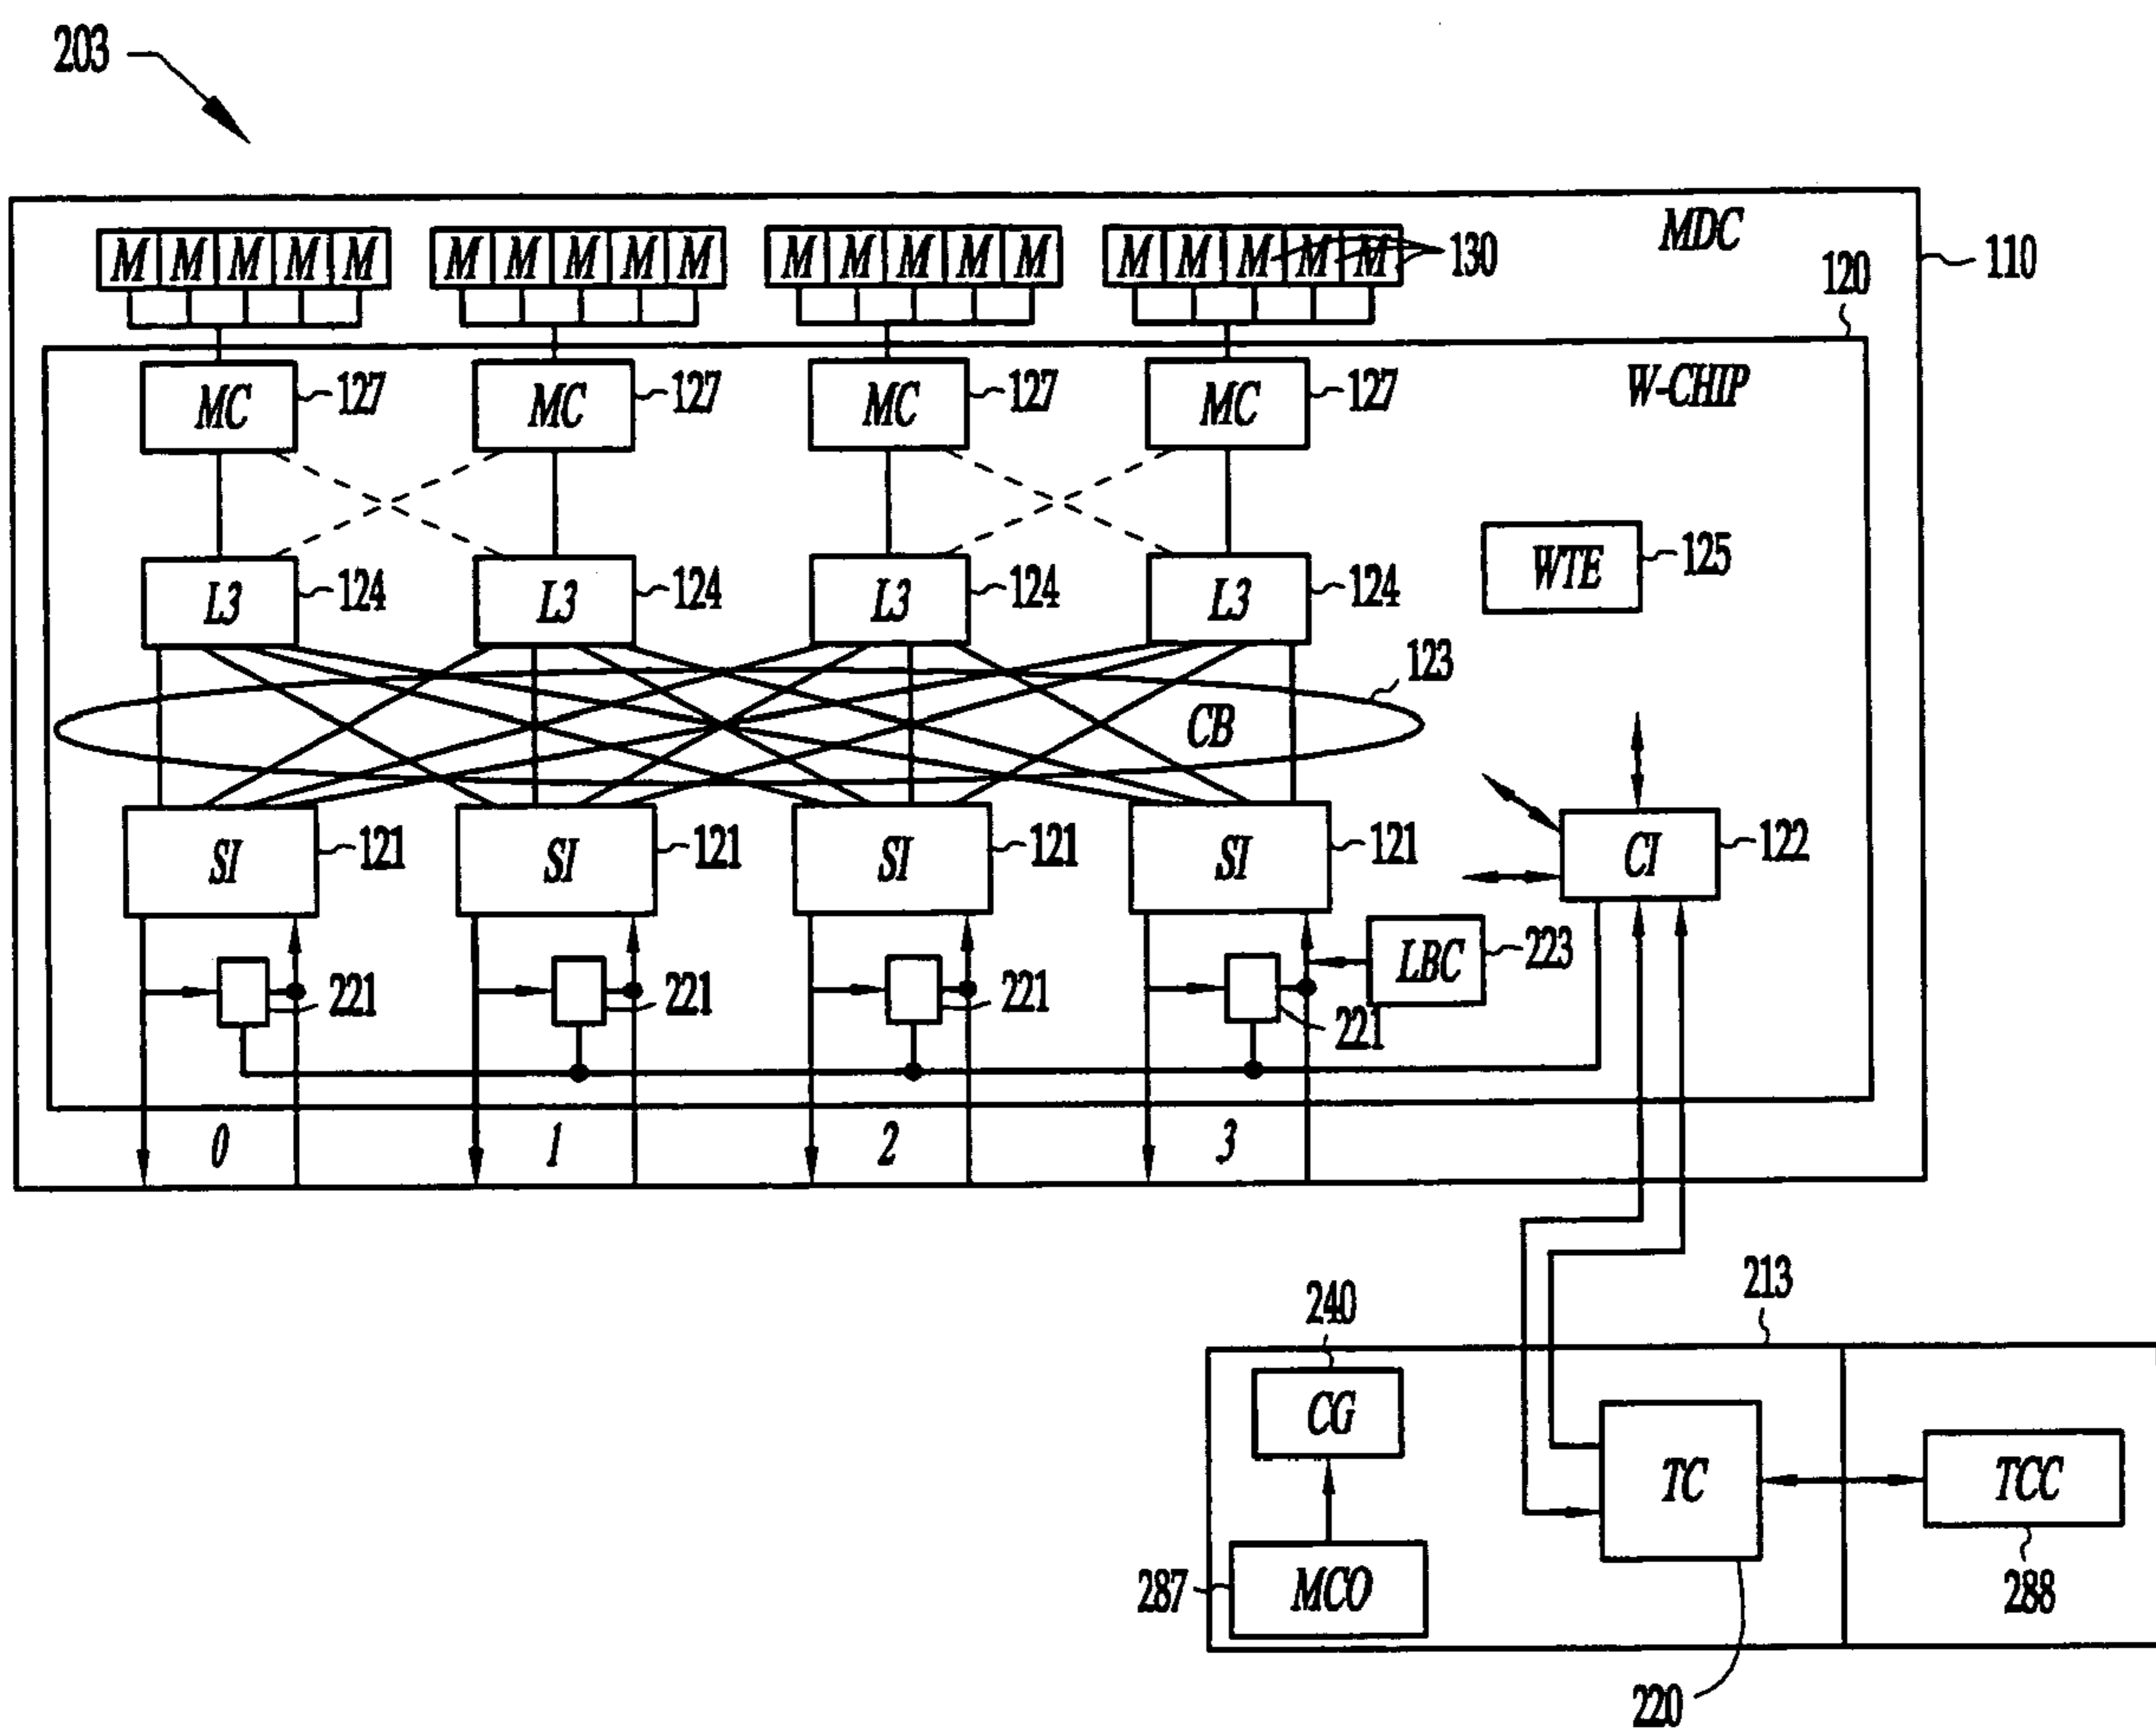 203
MDC
M M M M M M M M M M M M M M M M M M M M 130
110
120
W-CHIP
MC 127 MC 127 MC 127 MC 127
L3 124 L3 124 L3 124 L3 124
WTE 125
123
CB
SI 121 SI 121 SI 121 SI 121
CI 122
221 221 221 221
LBC 223
0 1 2 3
213
240
CG
TC
TCC
287 MCO
288
220